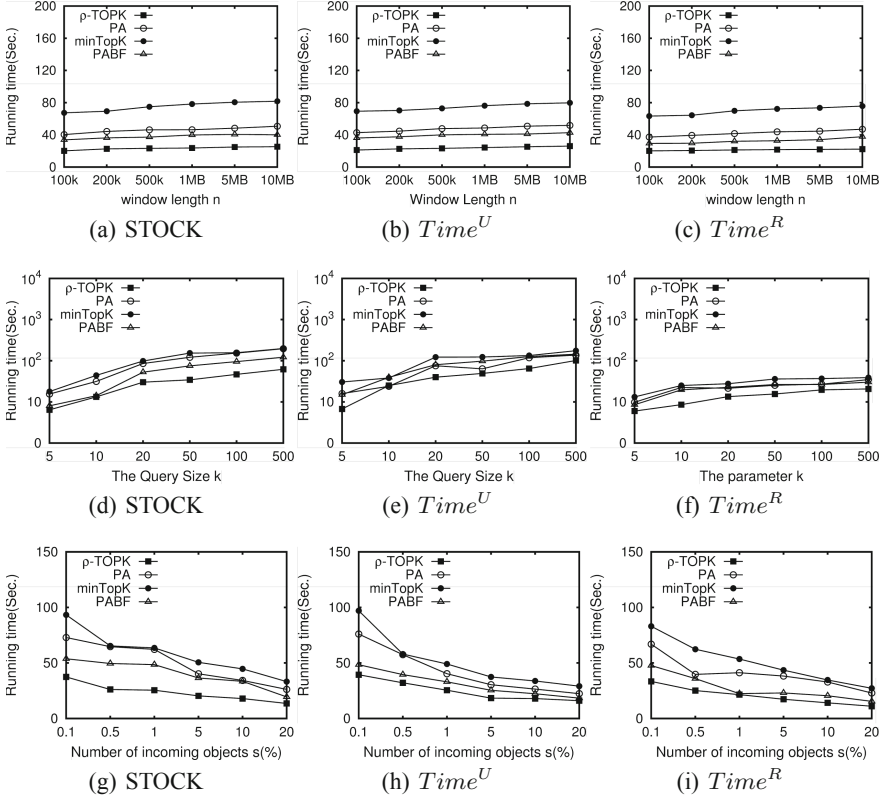 Running time(Sec.)
200
160
120
80
40
0
ρ-TOPK
PA
minTopK
PABF
100k 200k 500k 1MB 5MB 10MB
window length n
(a) STOCK
Running time(Sec.)
200
160
120
80
40
0
ρ-TOPK
PA
minTopK
PABF
100k 200k 500k 1MB 5MB 10MB
Window length n
(b) Time^U
Running time(Sec.)
200
160
120
80
40
0
ρ-TOPK
PA
minTopK
PABF
100k 200k 500k 1MB 5MB 10MB
window length n
(c) Time^R
Running time(Sec.)
10^4
10^3
10^2
10
0
ρ-TOPK
PA
minTopK
PABF
5 10 20 50 100 500
The Query Size k
(d) STOCK
Running time(Sec.)
10^4
10^3
10^2
10
0
ρ-TOPK
PA
minTopK
PABF
5 10 20 50 100 500
The Query Size k
(e) Time^U
Running time(Sec.)
10^4
10^3
10^2
10
0
ρ-TOPK
PA
minTopK
PABF
5 10 20 50 100 500
The parameter k
(f) Time^R
Running time(Sec.)
150
100
50
0
ρ-TOPK
PA
minTopK
PABF
0.1 0.5 1 5 10 20
Number of incoming objects s(%)
(g) STOCK
Running time(Sec.)
150
100
50
0
ρ-TOPK
PA
minTopK
PABF
0.1 0.5 1 5 10 20
Number of incoming objects s(%)
(h) Time^U
Running time(Sec.)
150
100
50
0
ρ-TOPK
PA
minTopK
PABF
0.1 0.5 1 5 10 20
Number of incoming objects s(%)
(i) Time^R